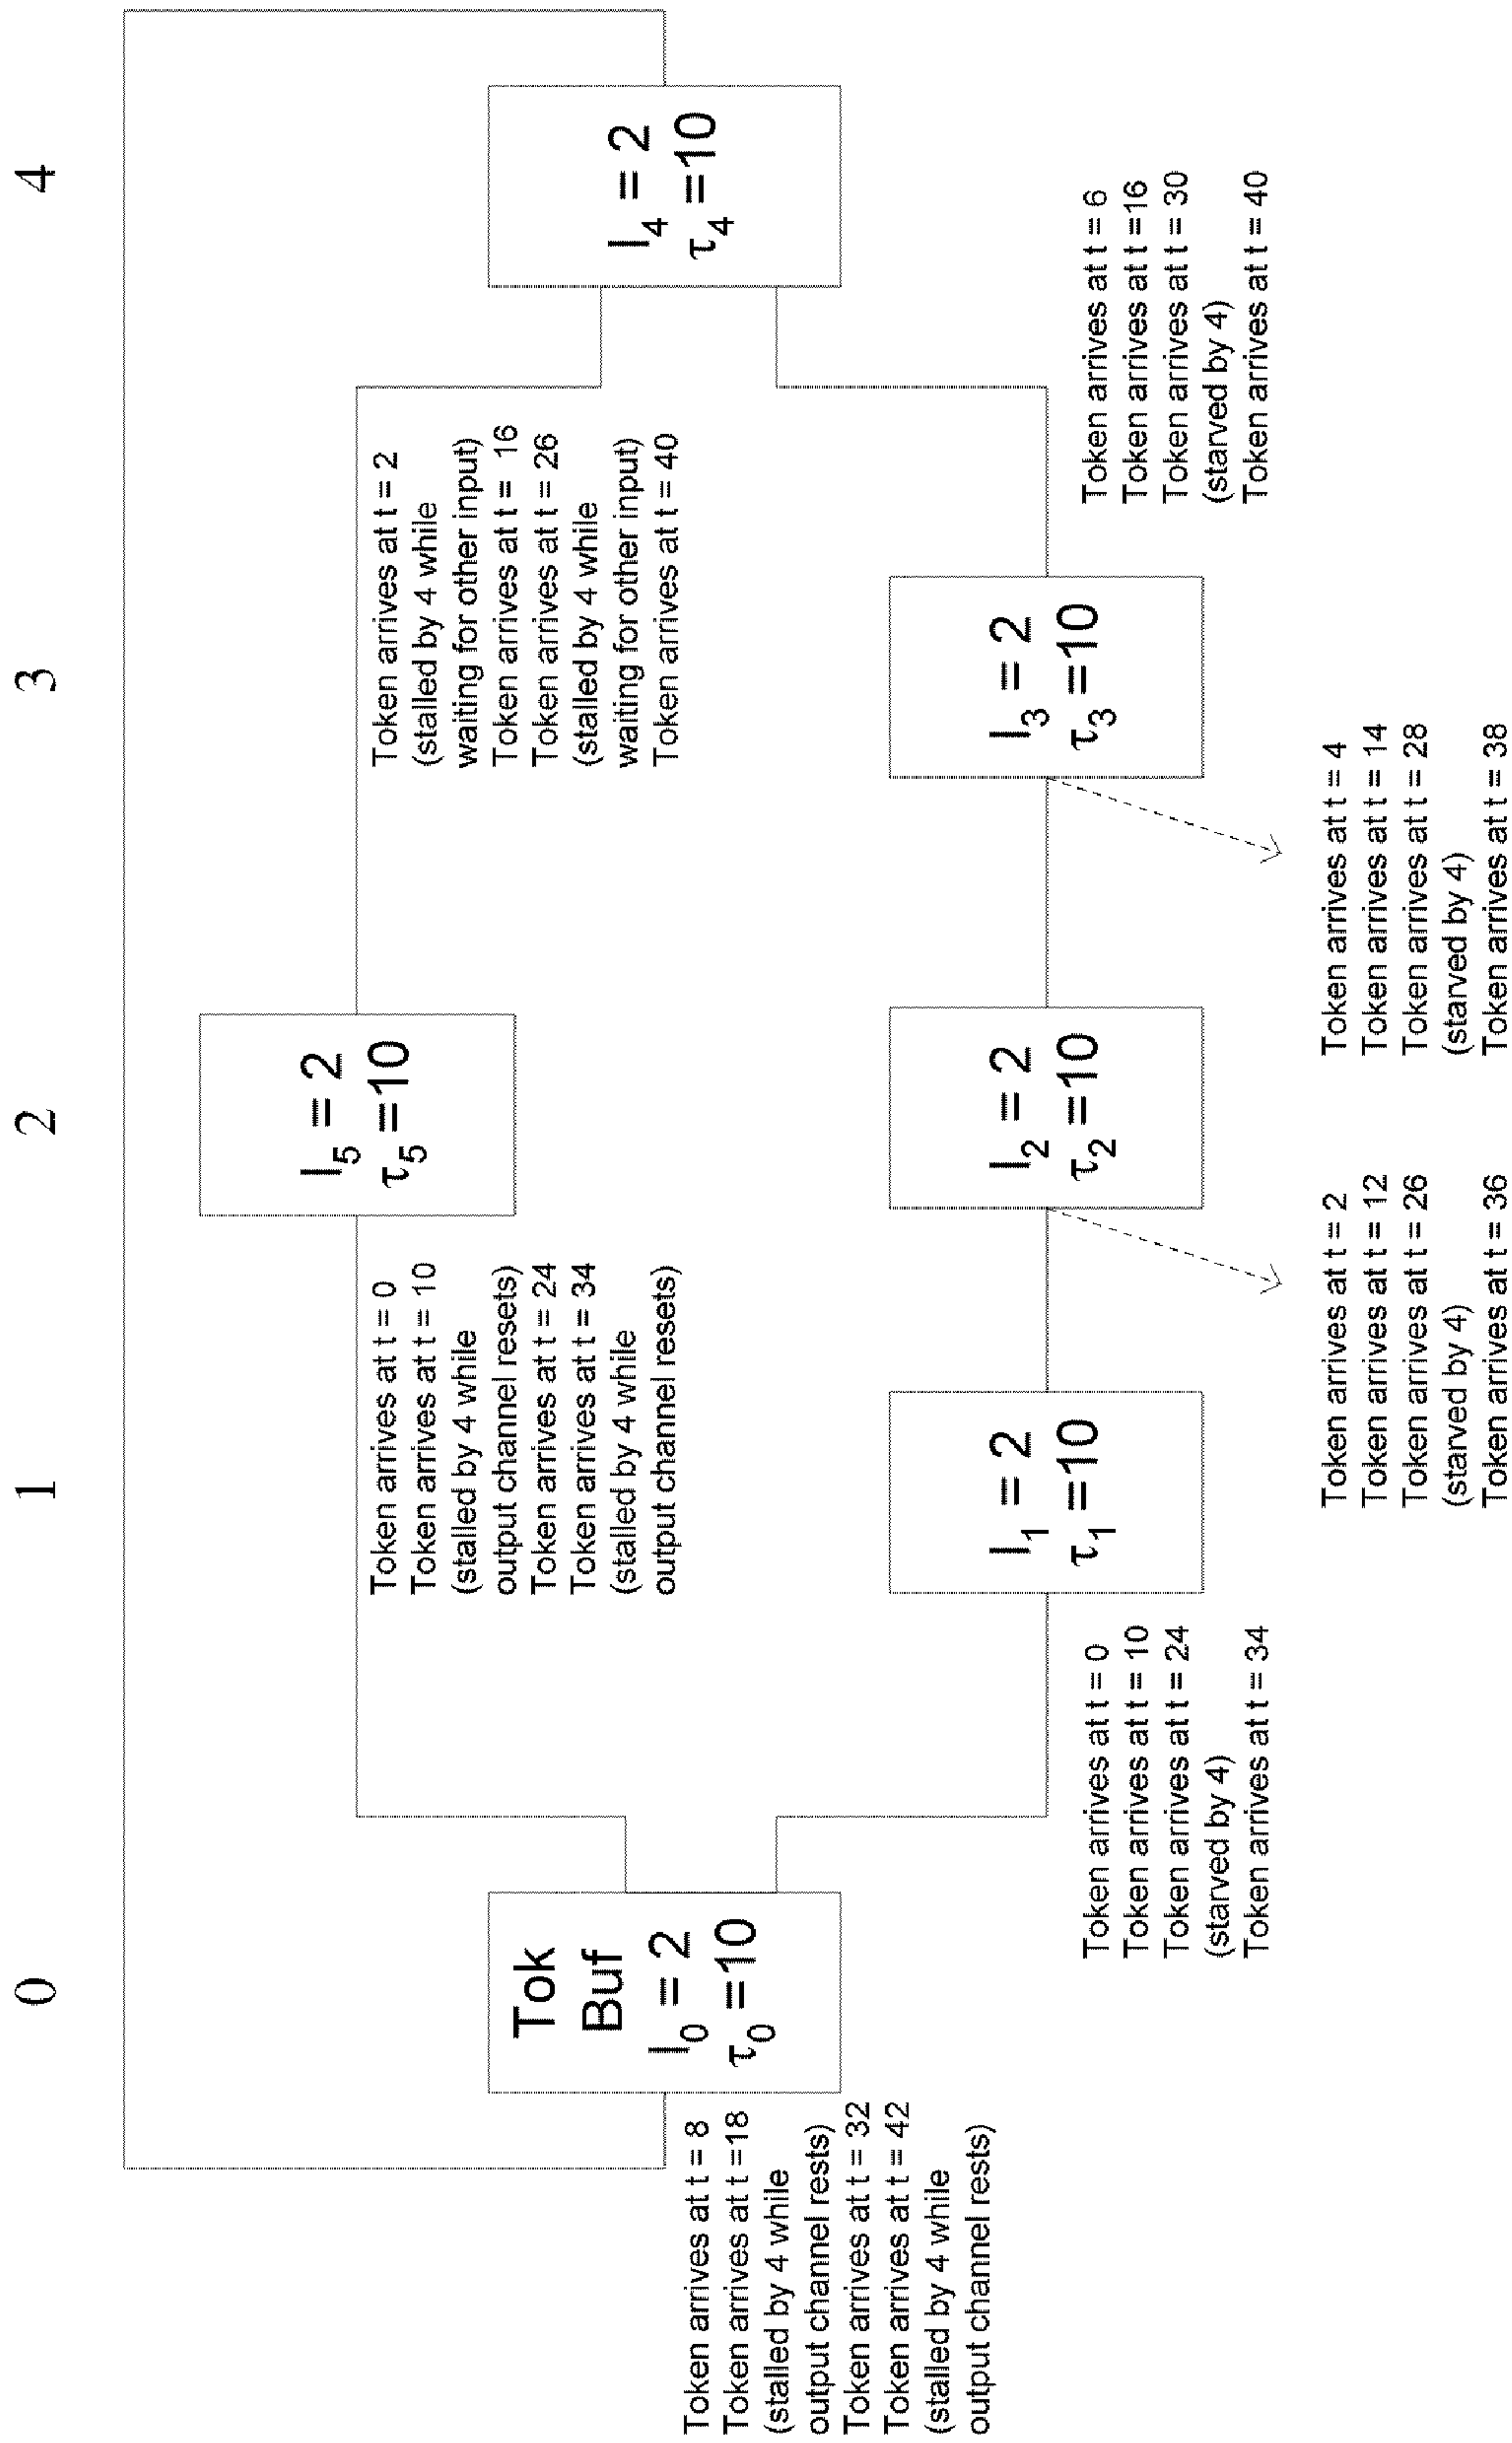 0
1
2
3
4
Tok
Buf
l0 = 2
τ0 =10
Token arrives at t = 8
Token arrives at t =18
(stalled by 4 while
output channel rests)
Token arrives at t = 32
Token arrives at t = 42
(stalled by 4 while
output channel rests)
Token arrives at t = 0
Token arrives at t = 10
(stalled by 4 while
output channel resets)
Token arrives at t = 24
Token arrives at t = 34
(stalled by 4 while
output channel resets)
l5 = 2
τ5 =10
Token arrives at t = 2
(stalled by 4 while
waiting for other input)
Token arrives at t = 16
Token arrives at t = 26
(stalled by 4 while
waiting for other input)
Token arrives at t = 40
l4 = 2
τ4 =10
l1 = 2
τ1 =10
l2 = 2
τ2 =10
l3 = 2
τ3 =10
Token arrives at t = 0
Token arrives at t = 10
Token arrives at t = 24
(starved by 4)
Token arrives at t = 34
Token arrives at t = 2
Token arrives at t = 12
Token arrives at t = 26
(starved by 4)
Token arrives at t = 36
Token arrives at t = 4
Token arrives at t = 14
Token arrives at t = 28
(starved by 4)
Token arrives at t = 38
Token arrives at t = 6
Token arrives at t =16
Token arrives at t = 30
(starved by 4)
Token arrives at t = 40